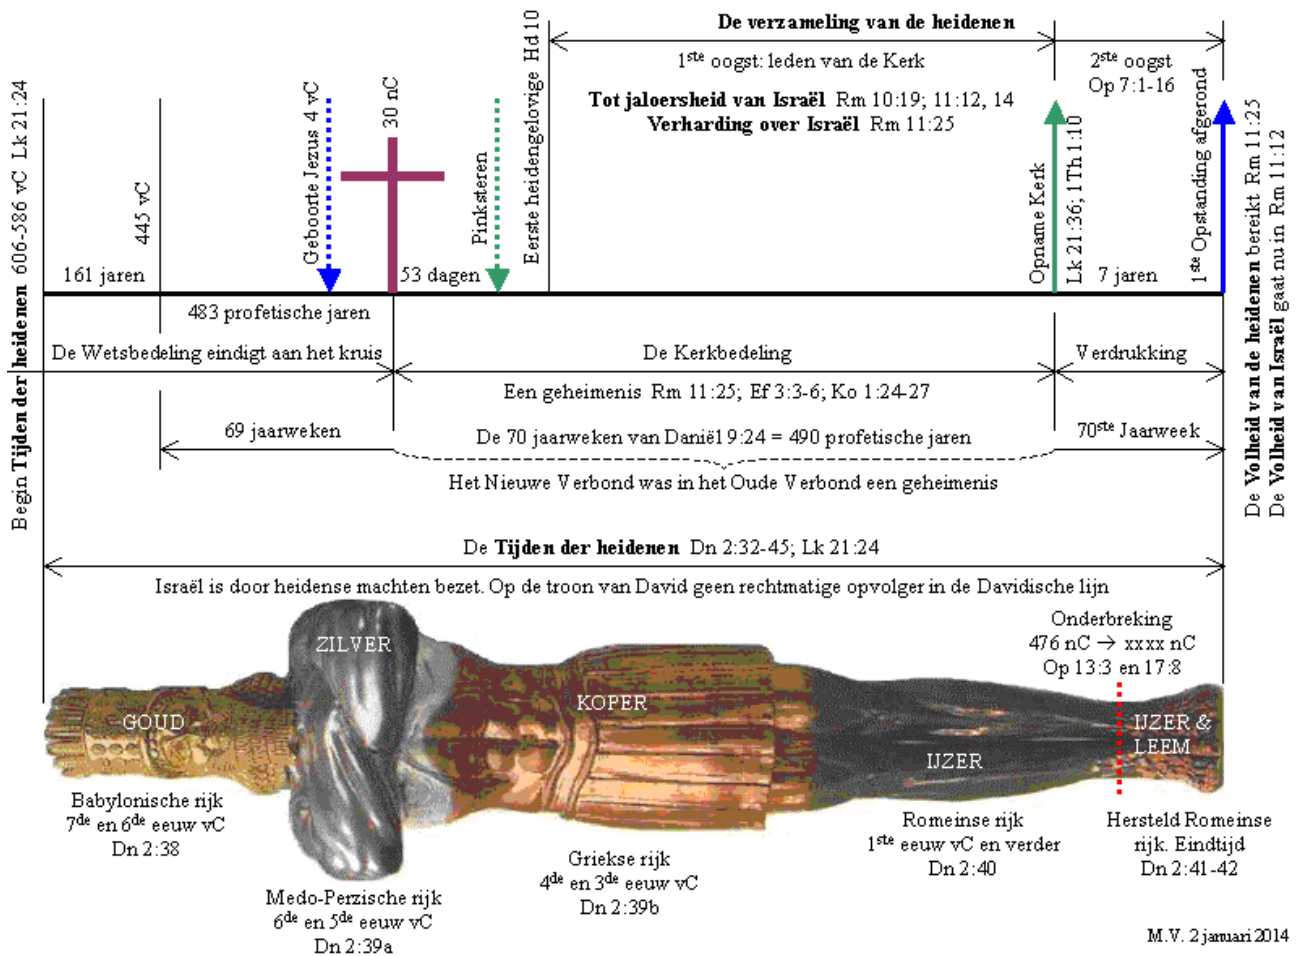 De verzameling van de heidenen
1ste oogst: leden van de Kerk
2ste oogst
Op 7:1-16
Tot jaloersheid van Israël Rm 10:19; 11:12, 14
Verharding over Israël Rm 11:25
Begin Tijden der heidenen 606-586 vC Lk 21:24
445 vC
Geboorte Jezus 4 vC
30 nC
Pinksteren
Eerste heidengelovige Hd 10
Opname Kerk
Lk 21:36; 1Th 1:10
1ste Opstanding afgerond
De Volheid van de heidenen bereikt Rm 11:25
De Volheid van Israël gaat nu in Rm 11:12
161 jaren
53 dagen
7 jaren
483 profetische jaren
De Wetsbedeling eindigt aan het kruis
De Kerkbedeling
Verdrukking
Een geheimenis Rm 11:25; Ef 3:3-6; Ko 1:24-27
69 jaarweken
De 70 jaarweken van Daniël 9:24 = 490 profetische jaren
70ste Jaarweek
Het Nieuwe Verbond was in het Oude Verbond een geheimenis
De Tijden der heidenen Dn 2:32-45; Lk 21:24
Israël is door heidense machten bezet. Op de troon van David geen rechtmatige opvolger in de Davidische lijn
Onderbreking
476 nC → xxxx nC
Op 13:3 en 17:8
GOUD
ZILVER
KOPER
IJZER
IJZER &
LEEM
Babylonische rijk
7de en 6de eeuw vC
Dn 2:38
Medo-Perzische rijk
6de en 5de eeuw vC
Dn 2:39a
Griekse rijk
4de en 3de eeuw vC
Dn 2:39b
Romeinse rijk
1ste eeuw vC en verder
Dn 2:40
Hersteld Romeinse
rijk. Eindtijd
Dn 2:41-42
M.V. 2 januari 2014